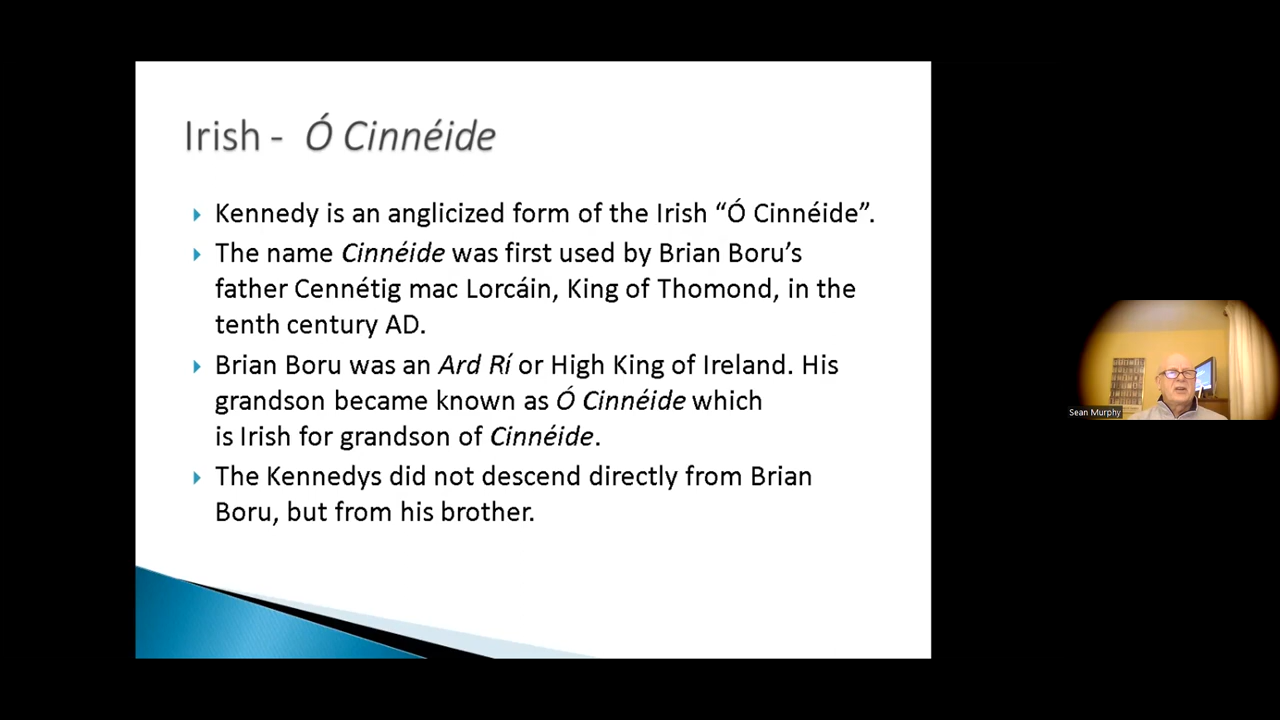 Irish - Ó Cinnéide
Kennedy is an anglicized form of the Irish “Ó Cinnéide”.
The name Cinnéide was first used by Brian Boru’s
father Cennétig mac Lorcáin, King of Thomond, in the
tenth century AD.
Brian Boru was an Ard Rí or High King of Ireland. His
grandson became known as Ó Cinnéide which
is Irish for grandson of Cinnéide.
The Kennedys did not descend directly from Brian
Boru, but from his brother.
Sean Murphy